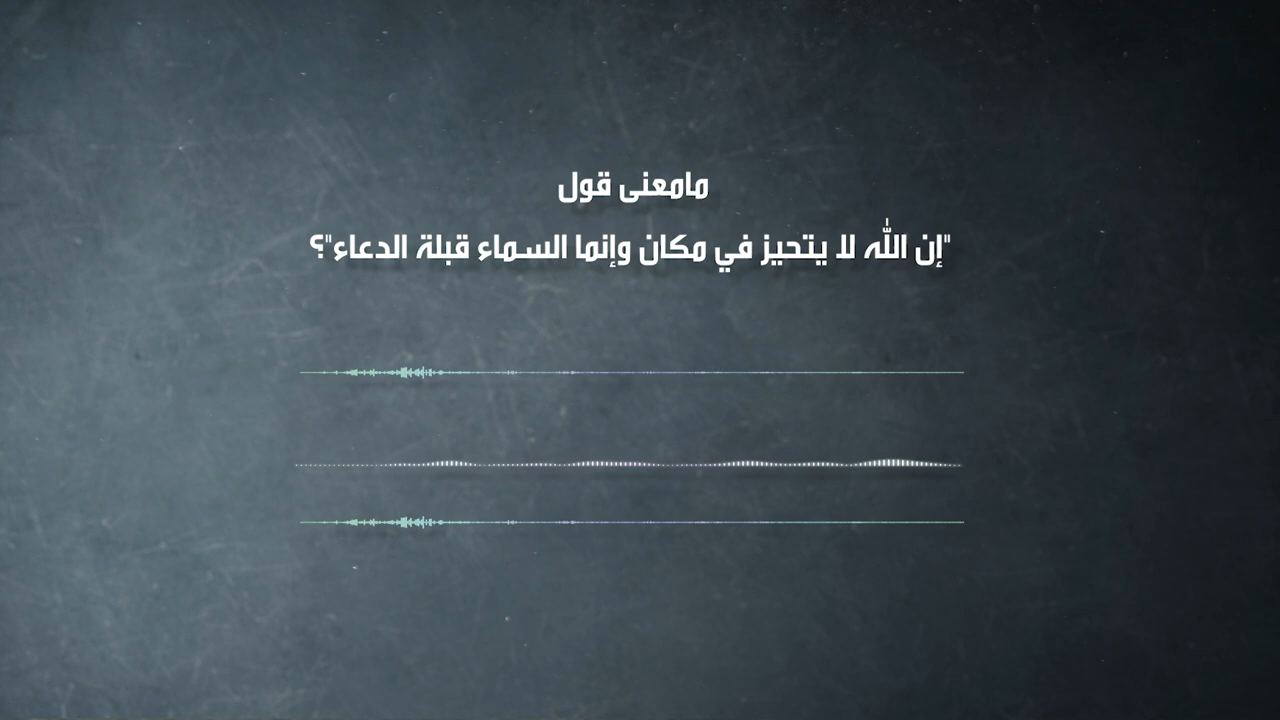 مامعنى قول
"إن الله لا يتحيز في مكان وإنما السماء قبلة الدعاء"؟